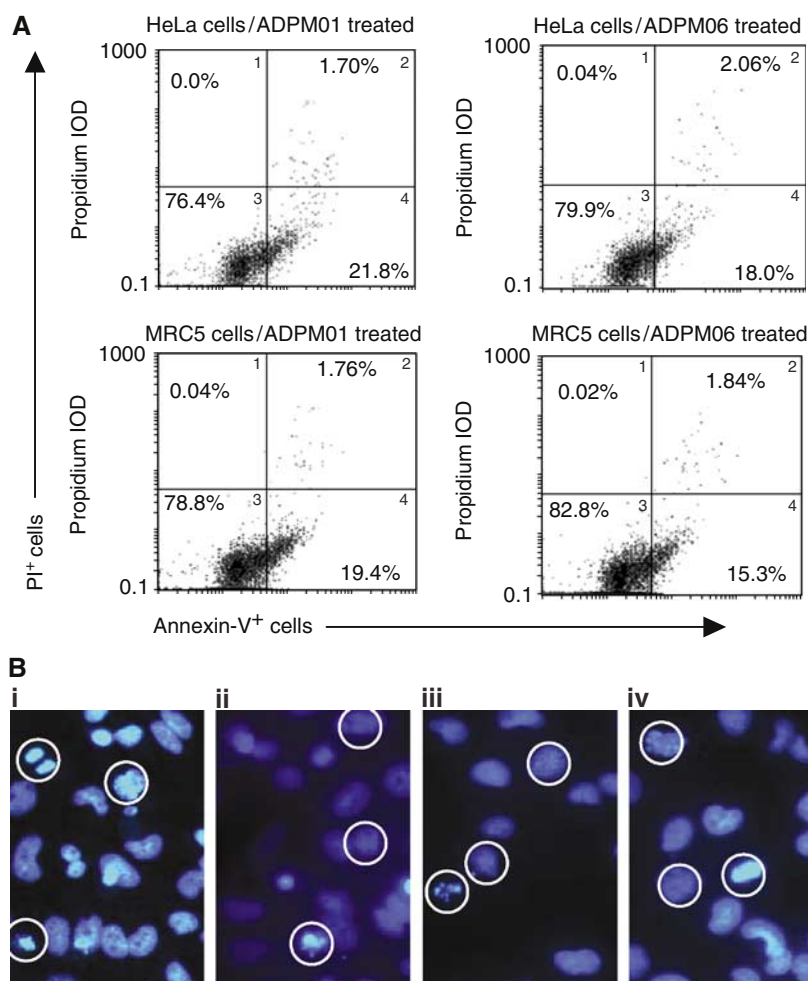 A
HeLa cells/ADPM01 treated
HeLa cells/ADPM06 treated
1000
0.0%
1
1.70%
2
Propidium IOD
76.4%
3
4
21.8%
0.1
1000
0.04%
1
2.06%
2
Propidium IOD
79.9%
3
4
18.0%
0.1
MRC5 cells/ADPM01 treated
MRC5 cells/ADPM06 treated
1000
0.04%
1
1.76%
2
Propidium IOD
78.8%
3
4
19.4%
0.1
1000
0.02%
1
1.84%
2
Propidium IOD
82.8%
3
4
15.3%
0.1
PI+ cells
Annexin-V+ cells
B
i
ii
iii
iv